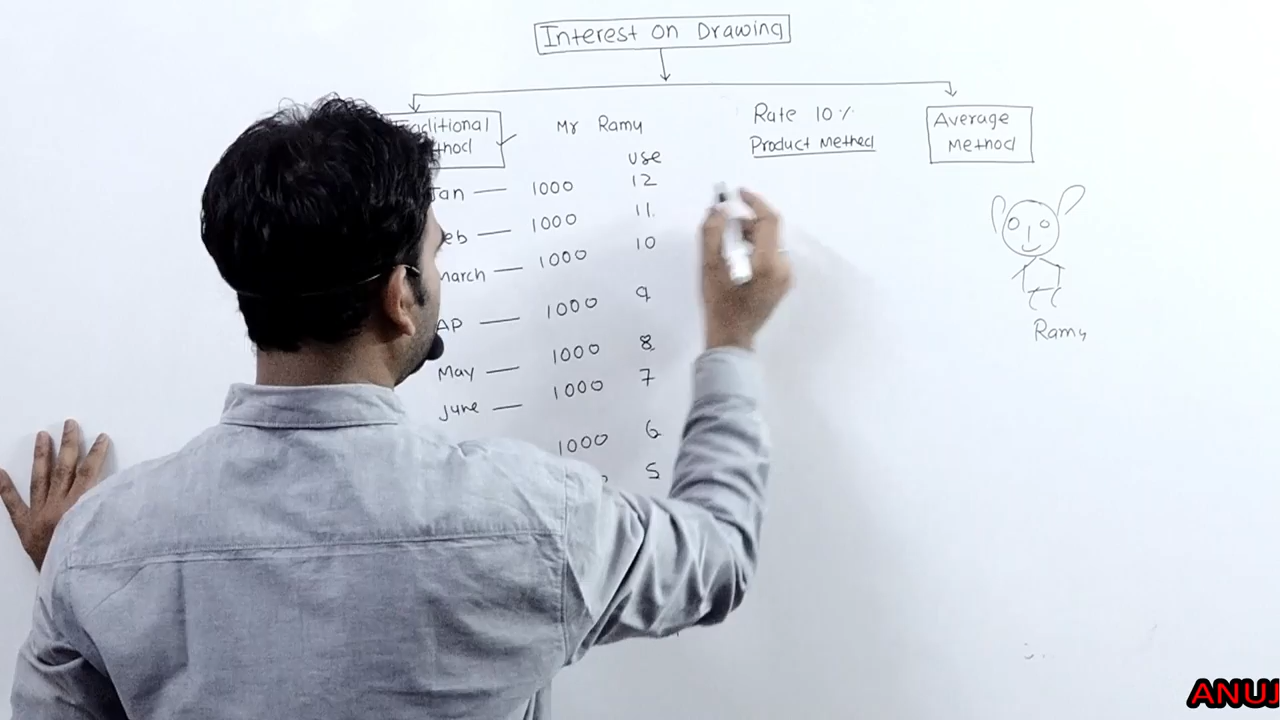 Interest on Drawing
Traditional Method
Mr Ramy
Rate 10 %
Product Method
Average Method
use
Jan — 1000 12
Feb — 1000 11
March — 1000 10
AP — 1000 9
May — 1000 8
June — 1000 7
1000 6
5
Ramy
ANUJ